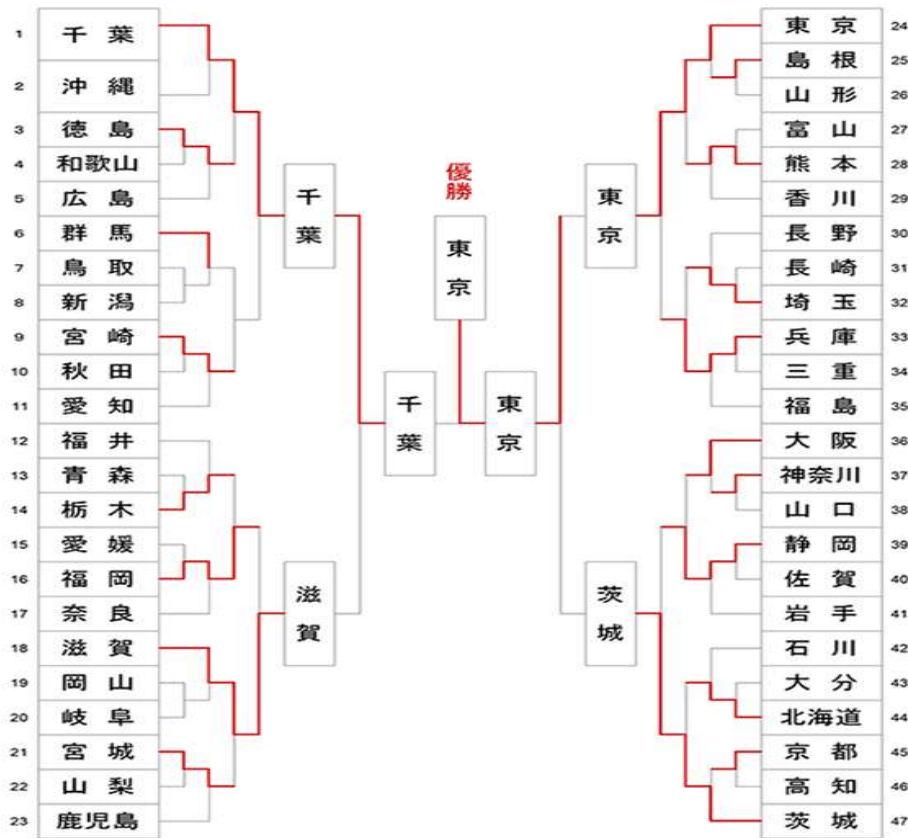 1 千葉
2 沖縄
3 徳島
4 和歌山
5 広島
6 群馬
7 鳥取
8 新潟
9 宮崎
10 秋田
11 愛知
12 福井
13 青森
14 栃木
15 愛媛
16 福岡
17 奈良
18 滋賀
19 岡山
20 岐阜
21 宮城
22 山梨
23 鹿児島
千葉
滋賀
千葉
優勝
東京
東京
東京
茨城
東京 24
島根 25
山形 26
富山 27
熊本 28
香川 29
長野 30
長崎 31
埼玉 32
兵庫 33
三重 34
福島 35
大阪 36
神奈川 37
山口 38
静岡 39
佐賀 40
岩手 41
石川 42
大分 43
北海道 44
京都 45
高知 46
茨城 47